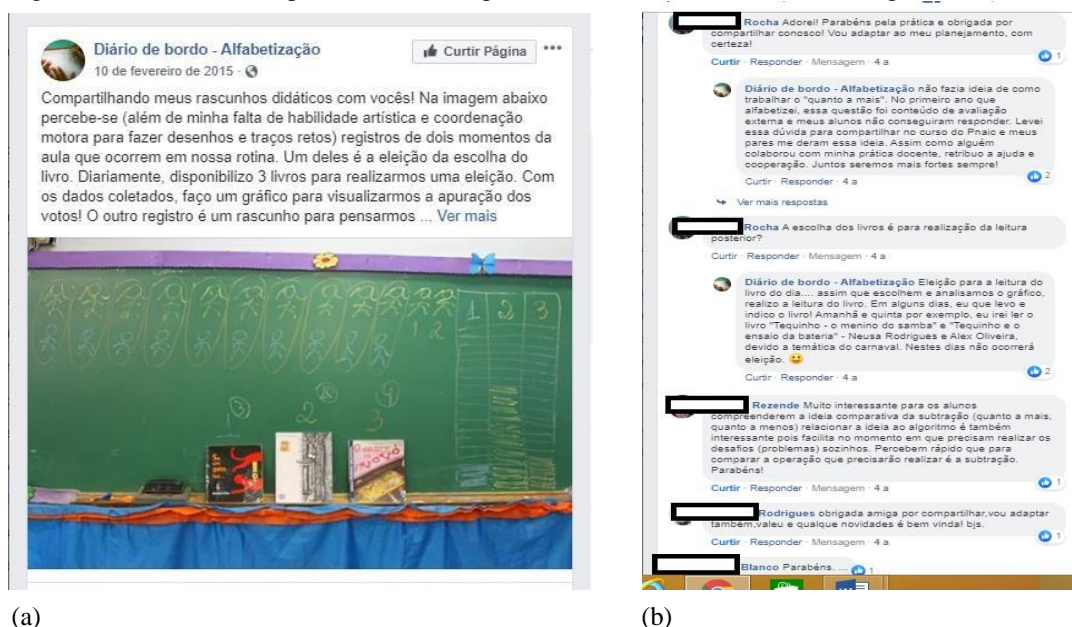 Diário de bordo - Alfabetização
Curtir Página
10 de fevereiro de 2015
Compartilhando meus rascunhos didáticos com vocês! Na imagem abaixo
percebe-se (além de minha falta de habilidade artística e coordenação
motora para fazer desenhos e traços retos) registros de dois momentos da
aula que ocorrem em nossa rotina. Um deles é a eleição da escolha do
livro. Diariamente, disponibilizo 3 livros para realizarmos uma eleição. Com
os dados coletados, faço um gráfico para visualizarmos a apuração dos
votos! O outro registro é um rascunho para pensarmos ... Ver mais
1 2 3
1 2
2 3
(a)
Rocha Adorei! Parabéns pela prática e obrigada por
compartilhar conosco! Vou adaptar ao meu planejamento, com
certeza!
Curtir · Responder · Mensagem · 4 a
1
Diário de bordo - Alfabetização não fazia ideia de como
trabalhar o "quanto a mais". No primeiro ano que
alfabetizei, essa questão foi conteúdo de avaliação
externa e meus alunos não conseguiram responder. Levei
essa dúvida para compartilhar no curso do Pnaic e meus
pares me deram essa ideia. Assim como alguém
colaborou com minha prática docente, retribuo a ajuda e
cooperação. Juntos seremos mais fortes sempre!
Curtir · Responder · 4 a
2
Ver mais respostas
Rocha A escolha dos livros é para realização da leitura
posterior?
Curtir · Responder · Mensagem · 4 a
Diário de bordo - Alfabetização Eleição para a leitura do
livro do dia.... assim que escolhem e analisamos o gráfico,
realizo a leitura do livro. Em alguns dias, eu que levo e
indico o livro! Amanhã e quinta por exemplo, eu irei ler o
livro "Tequinho - o menino do samba" e "Tequinho e o
ensaio da bateria" - Neusa Rodrigues e Alex Oliveira,
devido a temática do carnaval. Nestes dias não ocorrerá
eleição. 😀
Curtir · Responder · 4 a
2
Rezende Muito interessante para os alunos
compreenderem a ideia comparativa da subtração (quanto a mais,
quanto a menos) relacionar a ideia ao algoritmo é também
interessante pois facilita no momento em que precisam realizar os
desafios (problemas) sozinhos. Percebem rápido que para
comparar a operação que precisarão realizar é a subtração.
Parabéns!
Curtir · Responder · Mensagem · 4 a
1
Rodrigues obrigada amiga por compartilhar,vou adaptar
também,valeu e qualque novidades é bem vinda! bjs.
Curtir · Responder · Mensagem · 4 a
1
Blanco Parabéns. ... 1
(b)